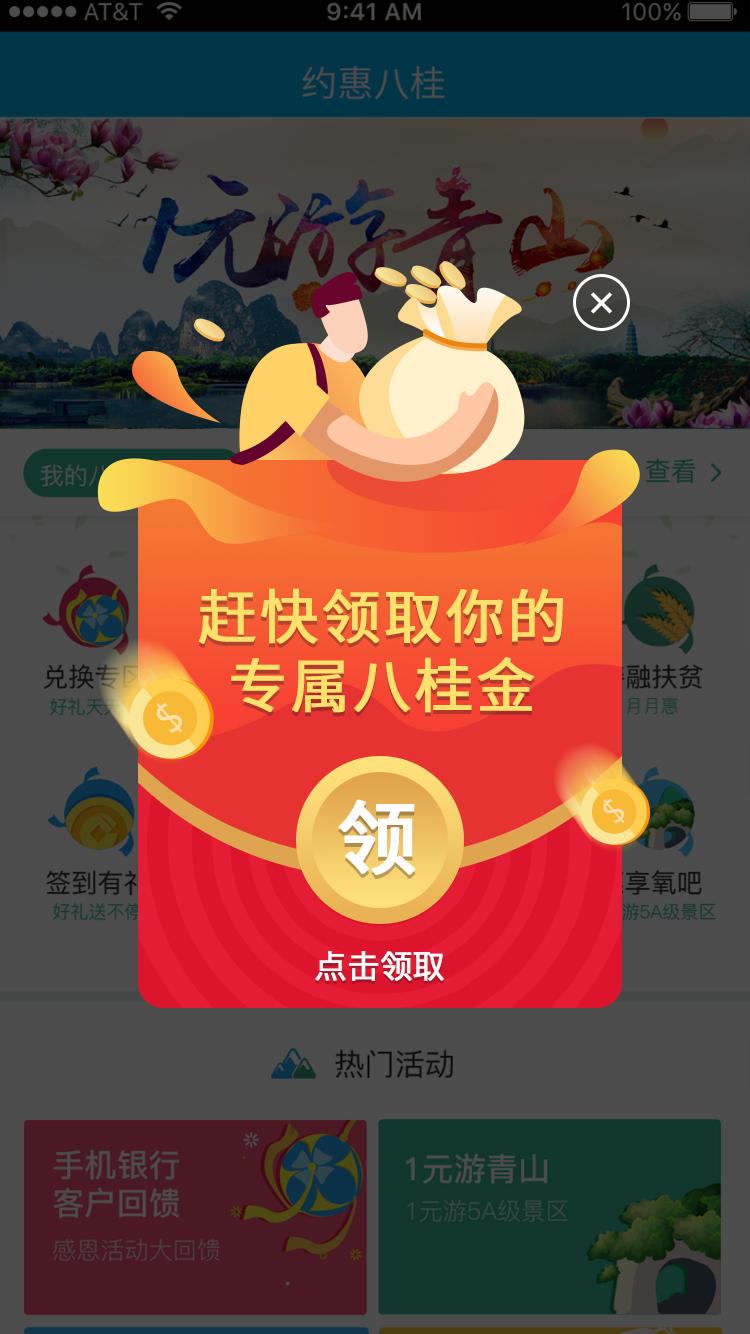 AT&T 9:41 AM 100%
约惠八桂
1元游青山
我的八
查看
赶快领取你的
专属八桂金
兑换专区
融扶贫
好礼天天
月月惠
领
签到有礼
享氧吧
好礼送不停
游5A级景区
点击领取
热门活动
手机银行
客户回馈
感恩活动大回馈
1元游青山
1元游5A级景区